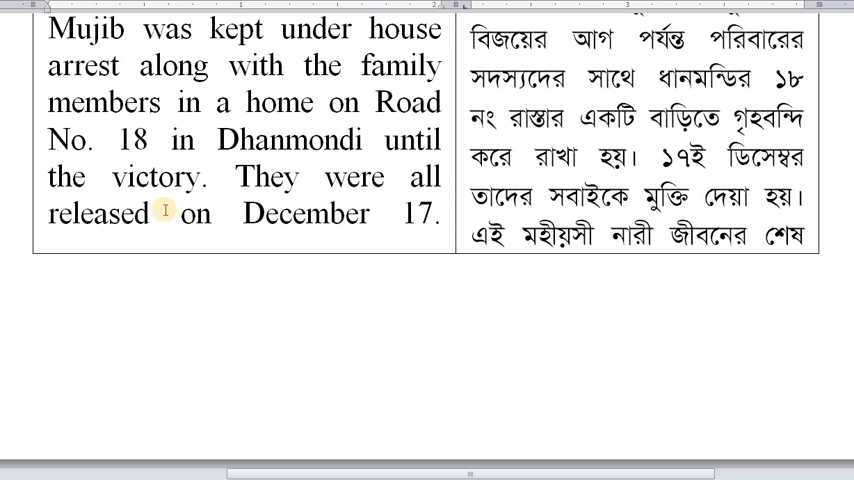 Mujib was kept under house
arrest along with the family
members in a home on Road
No. 18 in Dhanmondi until
the victory. They were all
released on December 17.
বিজয়ের আগ পর্যন্ত পরিবারের
সদস্যদের সাথে ধানমন্ডির ১৮
নং রাস্তার একটি বাড়িতে গৃহবন্দি
করে রাখা হয়। ১৭ই ডিসেম্বর
তাদের সবাইকে মুক্তি দেয়া হয়।
এই মহীয়সী নারী জীবনের শেষ